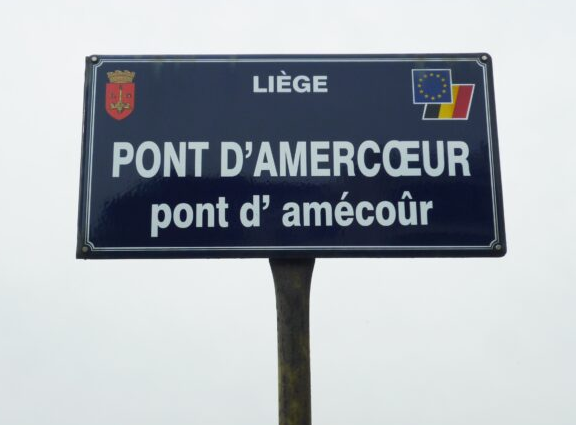 LIÈGE
PONT D'AMERCŒUR
pont d' amécoûr